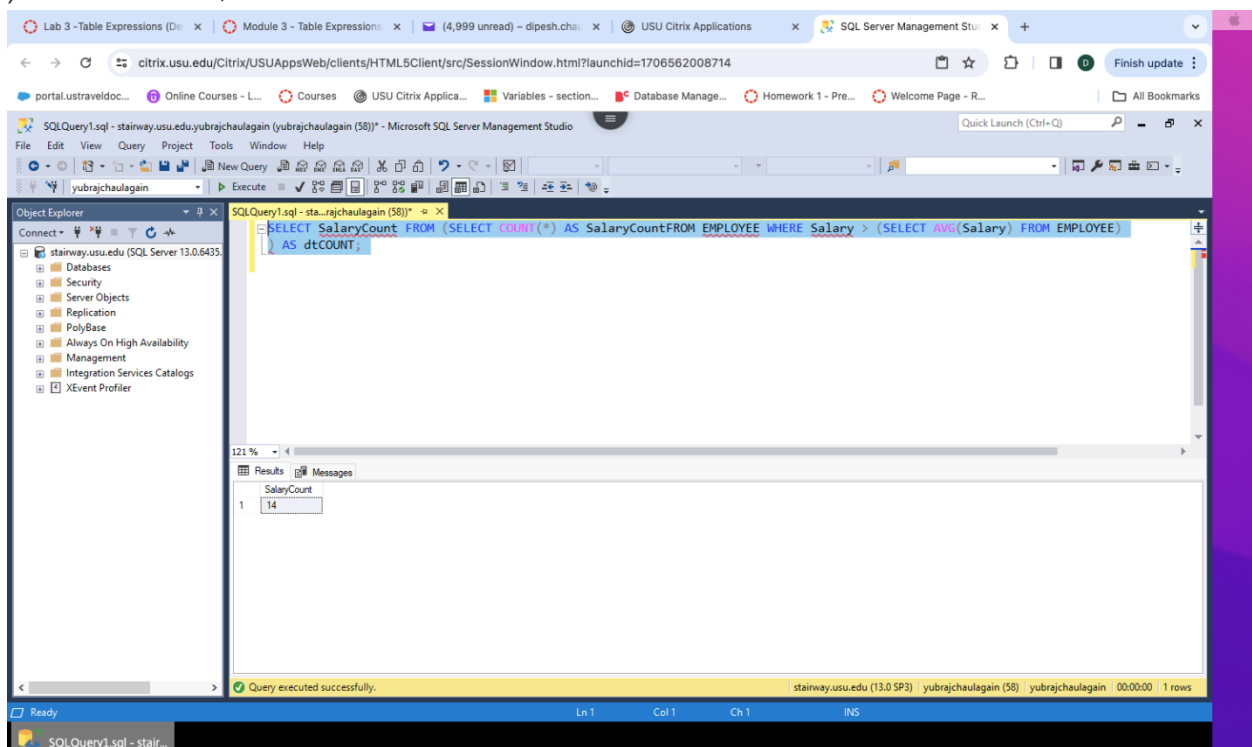 Lab 3 -Table Expressions (De
Module 3 - Table Expressions
(4,999 unread) – dipesh.chau
USU Citrix Applications
SQL Server Management Stu
citrix.usu.edu/Citrix/USUAppsWeb/clients/HTML5Client/src/SessionWindow.html?launchid=1706562008714
D
Finish update
portal.ustraveldoc...
Online Courses - L...
Courses
USU Citrix Applica...
Variables - section...
Database Manage...
Homework 1 - Pre...
Welcome Page - R...
All Bookmarks
SQLQuery1.sql - stairway.usu.edu.yubrajchaulagain (yubrajchaulagain (58))* - Microsoft SQL Server Management Studio
Quick Launch (Ctrl+Q)
File Edit View Query Project Tools Window Help
New Query
yubrajchaulagain
Execute
Object Explorer
SQLQuery1.sql - sta...rajchaulagain (58))*
Connect
SELECT SalaryCount FROM (SELECT COUNT(*) AS SalaryCountFROM EMPLOYEE WHERE Salary > (SELECT AVG(Salary) FROM EMPLOYEE)
) AS dtCOUNT;
stairway.usu.edu (SQL Server 13.0.6435.
Databases
Security
Server Objects
Replication
PolyBase
Always On High Availability
Management
Integration Services Catalogs
XEvent Profiler
121 %
Results Messages
SalaryCount
1 14
Query executed successfully.
stairway.usu.edu (13.0 SP3) yubrajchaulagain (58) yubrajchaulagain 00:00:00 1 rows
Ready Ln 1 Col 1 Ch 1 INS
SQLQuery1.sql - stair...